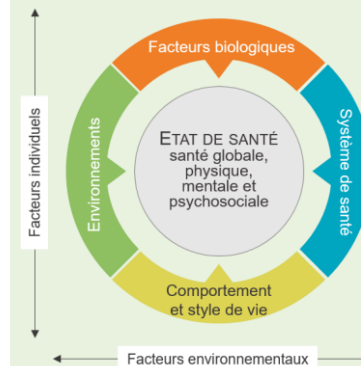 Facteurs biologiques
Facteurs individuels
Environnements
ETAT DE SANTÉ
santé globale,
physique,
mentale et
psychosociale
Système de santé
Comportement
et style de vie
Facteurs environnementaux